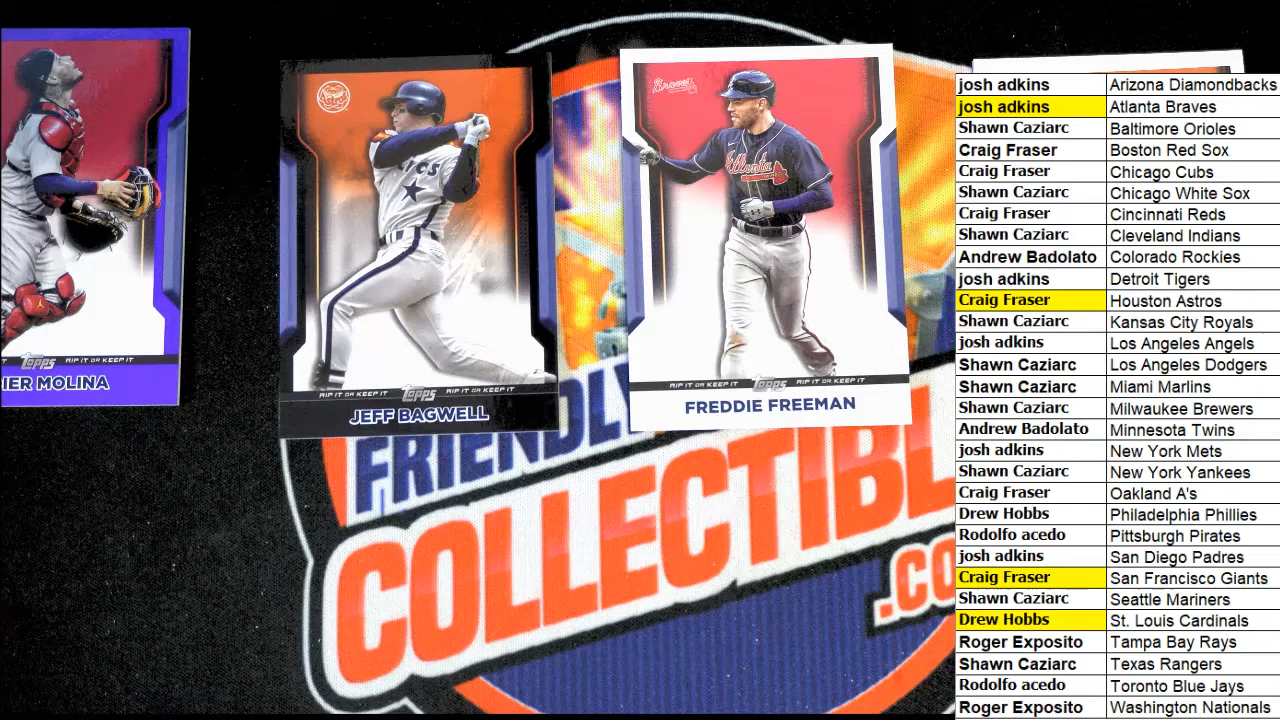 Topps RIP IT OR KEEP IT
IER MOLINA
Astros
NCS
RIP IT OR KEEP IT Topps RIP IT OR KEEP IT
JEFF BAGWELL
Braves
Atlanta
RIP IT OR KEEP IT Topps RIP IT OR KEEP IT
FREDDIE FREEMAN
FRIENDLY
COLLECTIBL
.CO
josh adkins Arizona Diamondbacks
josh adkins Atlanta Braves
Shawn Caziarc Baltimore Orioles
Craig Fraser Boston Red Sox
Craig Fraser Chicago Cubs
Shawn Caziarc Chicago White Sox
Craig Fraser Cincinnati Reds
Shawn Caziarc Cleveland Indians
Andrew Badolato Colorado Rockies
josh adkins Detroit Tigers
Craig Fraser Houston Astros
Shawn Caziarc Kansas City Royals
josh adkins Los Angeles Angels
Shawn Caziarc Los Angeles Dodgers
Shawn Caziarc Miami Marlins
Shawn Caziarc Milwaukee Brewers
Andrew Badolato Minnesota Twins
josh adkins New York Mets
Shawn Caziarc New York Yankees
Craig Fraser Oakland A's
Drew Hobbs Philadelphia Phillies
Rodolfo acedo Pittsburgh Pirates
josh adkins San Diego Padres
Craig Fraser San Francisco Giants
Shawn Caziarc Seattle Mariners
Drew Hobbs St. Louis Cardinals
Roger Exposito Tampa Bay Rays
Shawn Caziarc Texas Rangers
Rodolfo acedo Toronto Blue Jays
Roger Exposito Washington Nationals